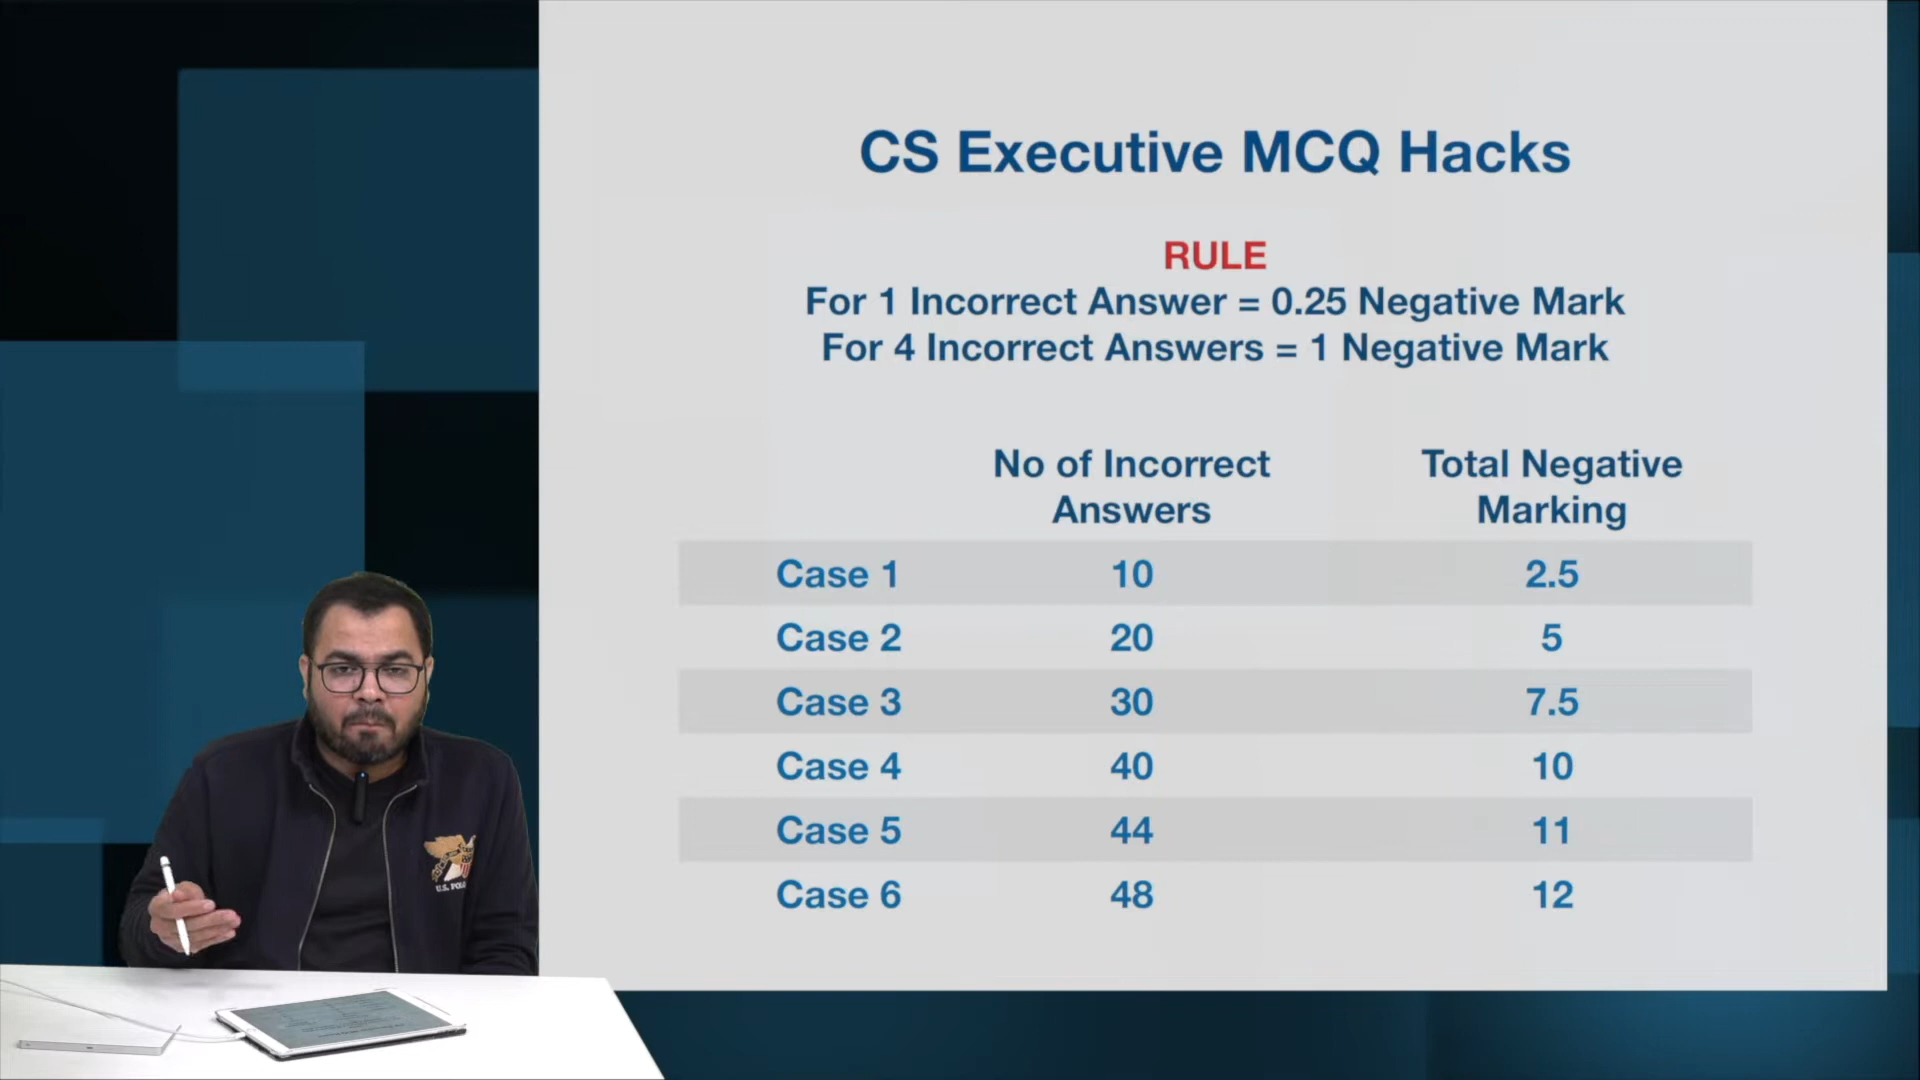 CS Executive MCQ Hacks
RULE
For 1 Incorrect Answer = 0.25 Negative Mark
For 4 Incorrect Answers = 1 Negative Mark
No of Incorrect Answers Total Negative Marking
Case 1 10 2.5
Case 2 20 5
Case 3 30 7.5
Case 4 40 10
Case 5 44 11
Case 6 48 12
U.S. POLO